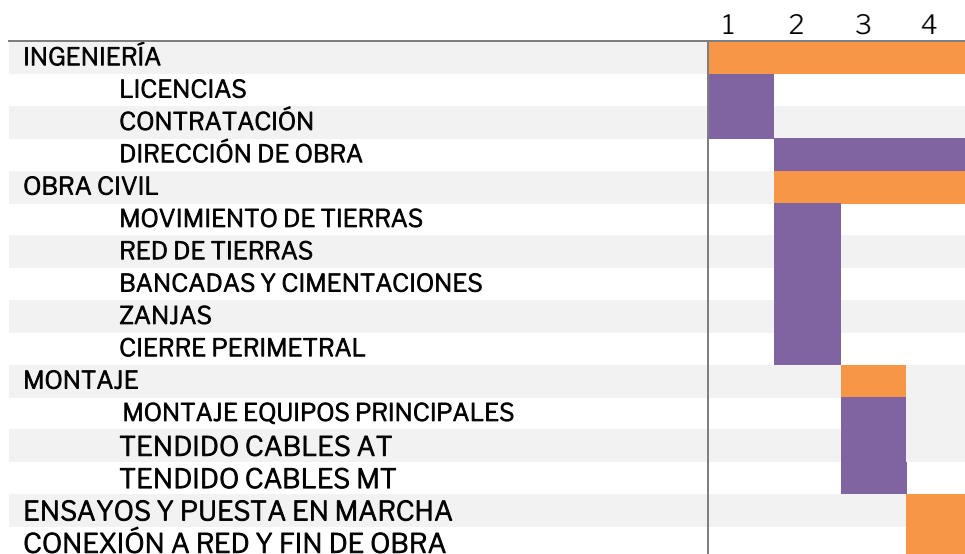 1 2 3 4
INGENIERÍA
LICENCIAS
CONTRATACIÓN
DIRECCIÓN DE OBRA
OBRA CIVIL
MOVIMIENTO DE TIERRAS
RED DE TIERRAS
BANCADAS Y CIMENTACIONES
ZANJAS
CIERRE PERIMETRAL
MONTAJE
MONTAJE EQUIPOS PRINCIPALES
TENDIDO CABLES AT
TENDIDO CABLES MT
ENSAYOS Y PUESTA EN MARCHA
CONEXIÓN A RED Y FIN DE OBRA